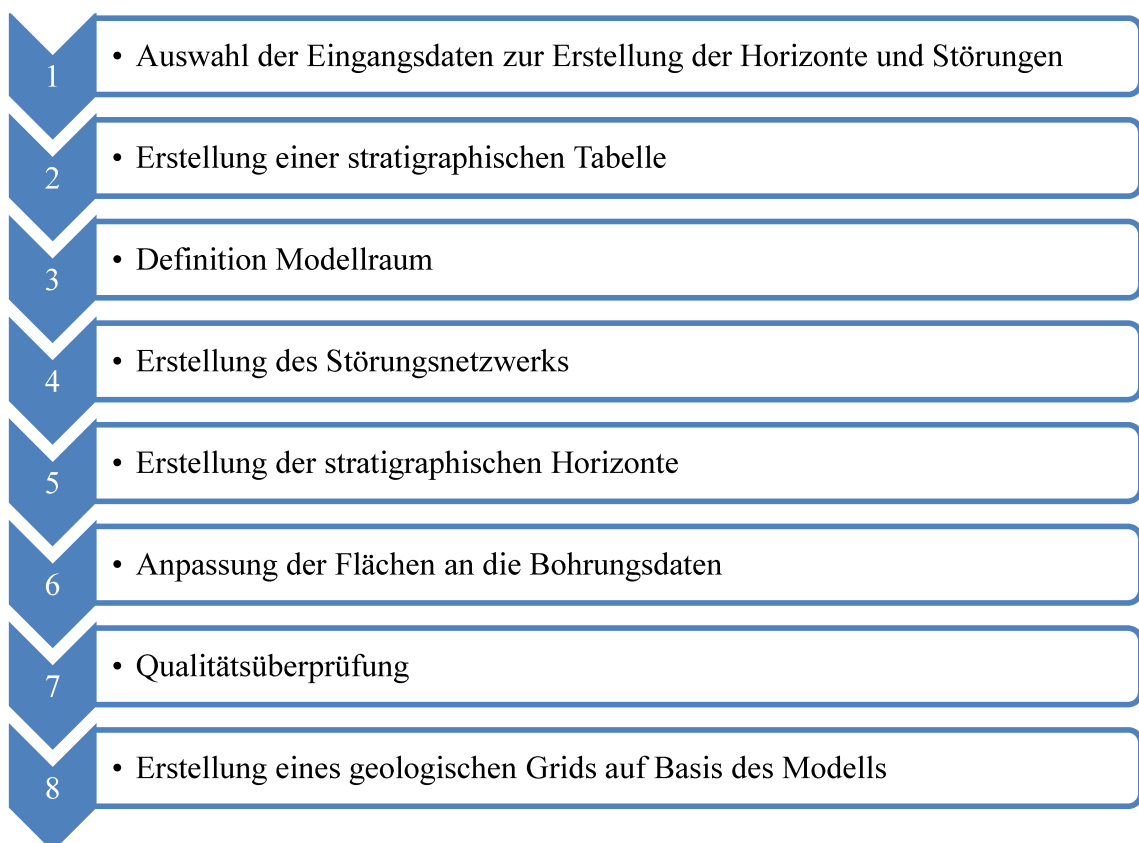 1 • Auswahl der Eingangsdaten zur Erstellung der Horizonte und Störungen
2 • Erstellung einer stratigraphischen Tabelle
3 • Definition Modellraum
4 • Erstellung des Störungsnetzwerks
5 • Erstellung der stratigraphischen Horizonte
6 • Anpassung der Flächen an die Bohrungsdaten
7 • Qualitätsüberprüfung
8 • Erstellung eines geologischen Grids auf Basis des Modells